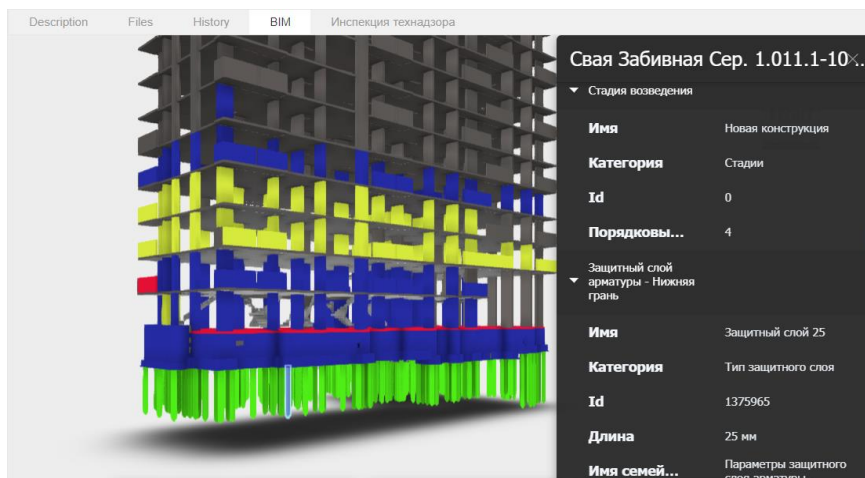 Description Files History BIM Инспекция технадзора
Свая Забивная Сер. 1.011.1-10...
Стадия возведения
Имя Новая конструкция
Категория Стадии
Id 0
Порядковы... 4
Защитный слой
арматуры - Нижняя
грань
Имя Защитный слой 25
Категория Тип защитного слоя
Id 1375965
Длина 25 мм
Имя семей... Параметры защитного
слоя арматуры